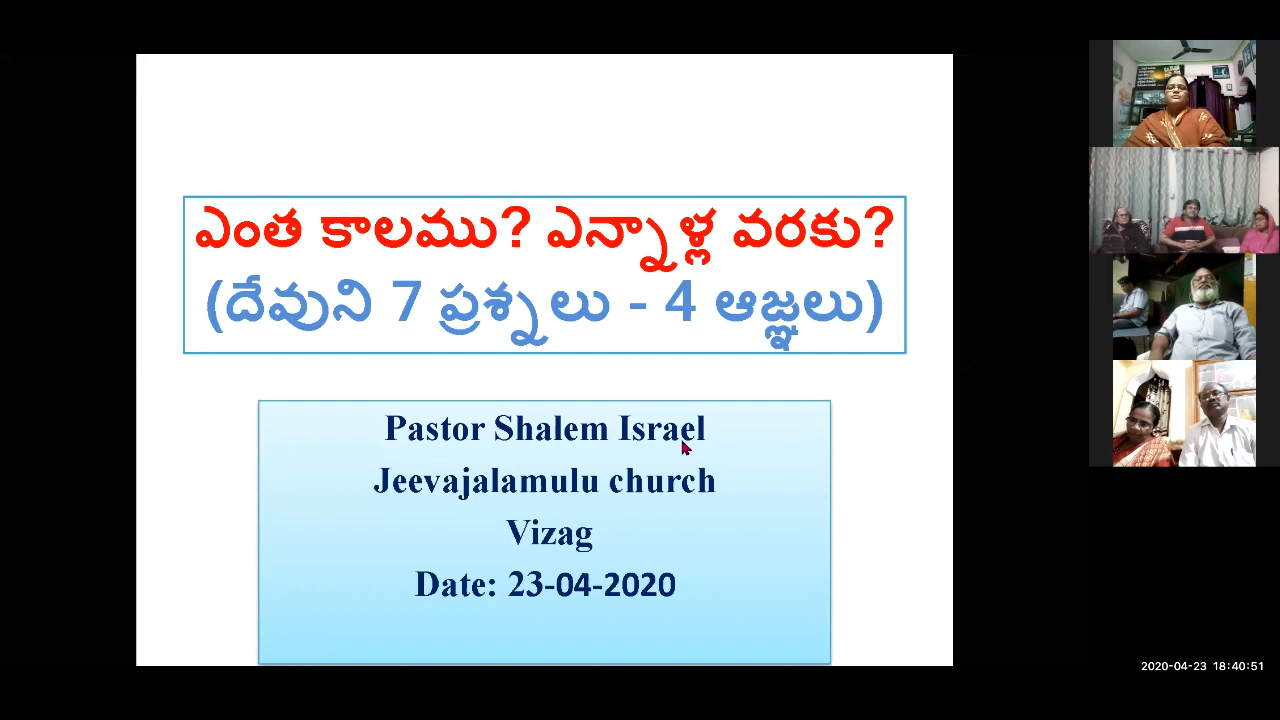 ఎంత కాలము? ఎన్నాళ్ల వరకు?
(దేవుని 7 ప్రశ్నలు - 4 ఆజ్ఞలు)
Pastor Shalem Israel
Jeevajalamulu church
Vizag
Date: 23-04-2020
2020-04-23 18:40:51